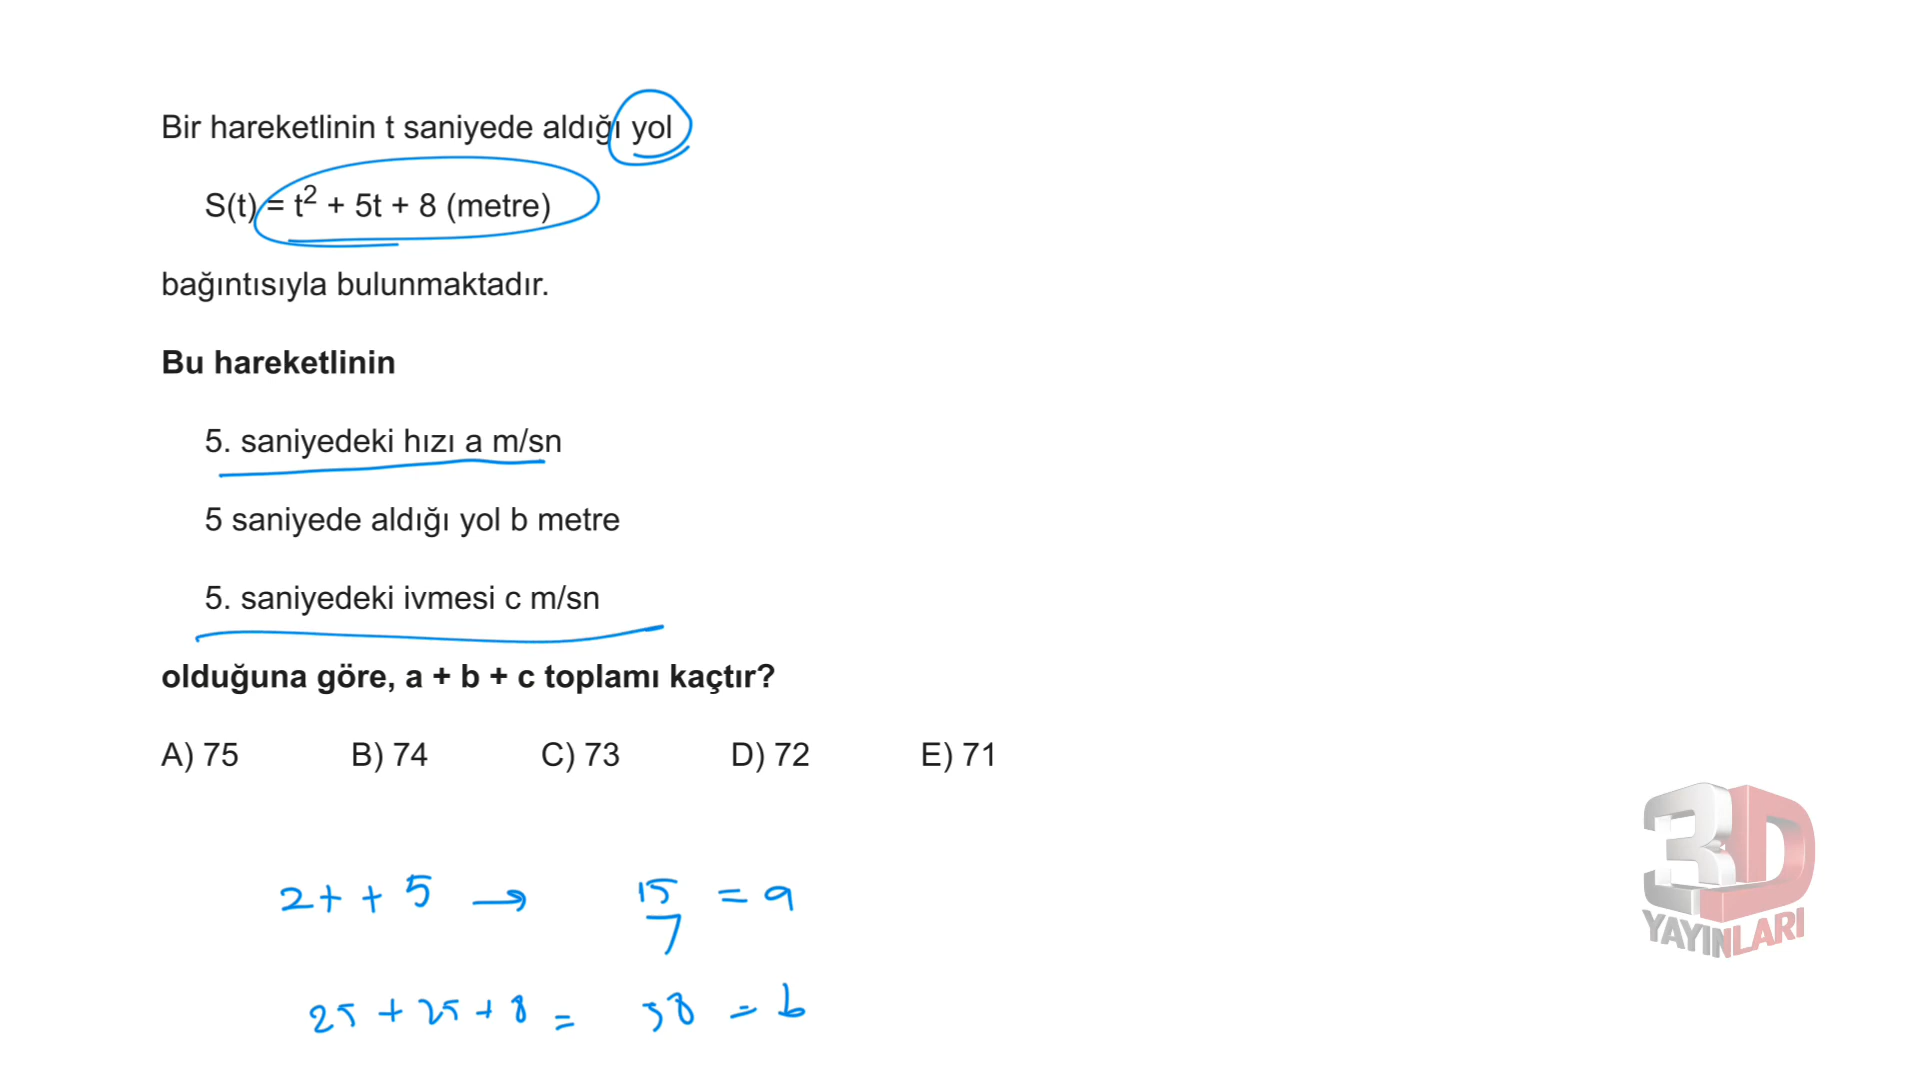 Bir hareketlinin t saniyede aldığı yol
S(t) = t² + 5t + 8 (metre)
bağıntısıyla bulunmaktadır.
Bu hareketlinin
5. saniyedeki hızı a m/sn
5 saniyede aldığı yol b metre
5. saniyedeki ivmesi c m/sn
olduğuna göre, a + b + c toplamı kaçtır?
A) 75 B) 74 C) 73 D) 72 E) 71
2t + 5 → 15 = a
25 + 25 + 8 = 58 = b
3D
YAYINLARI